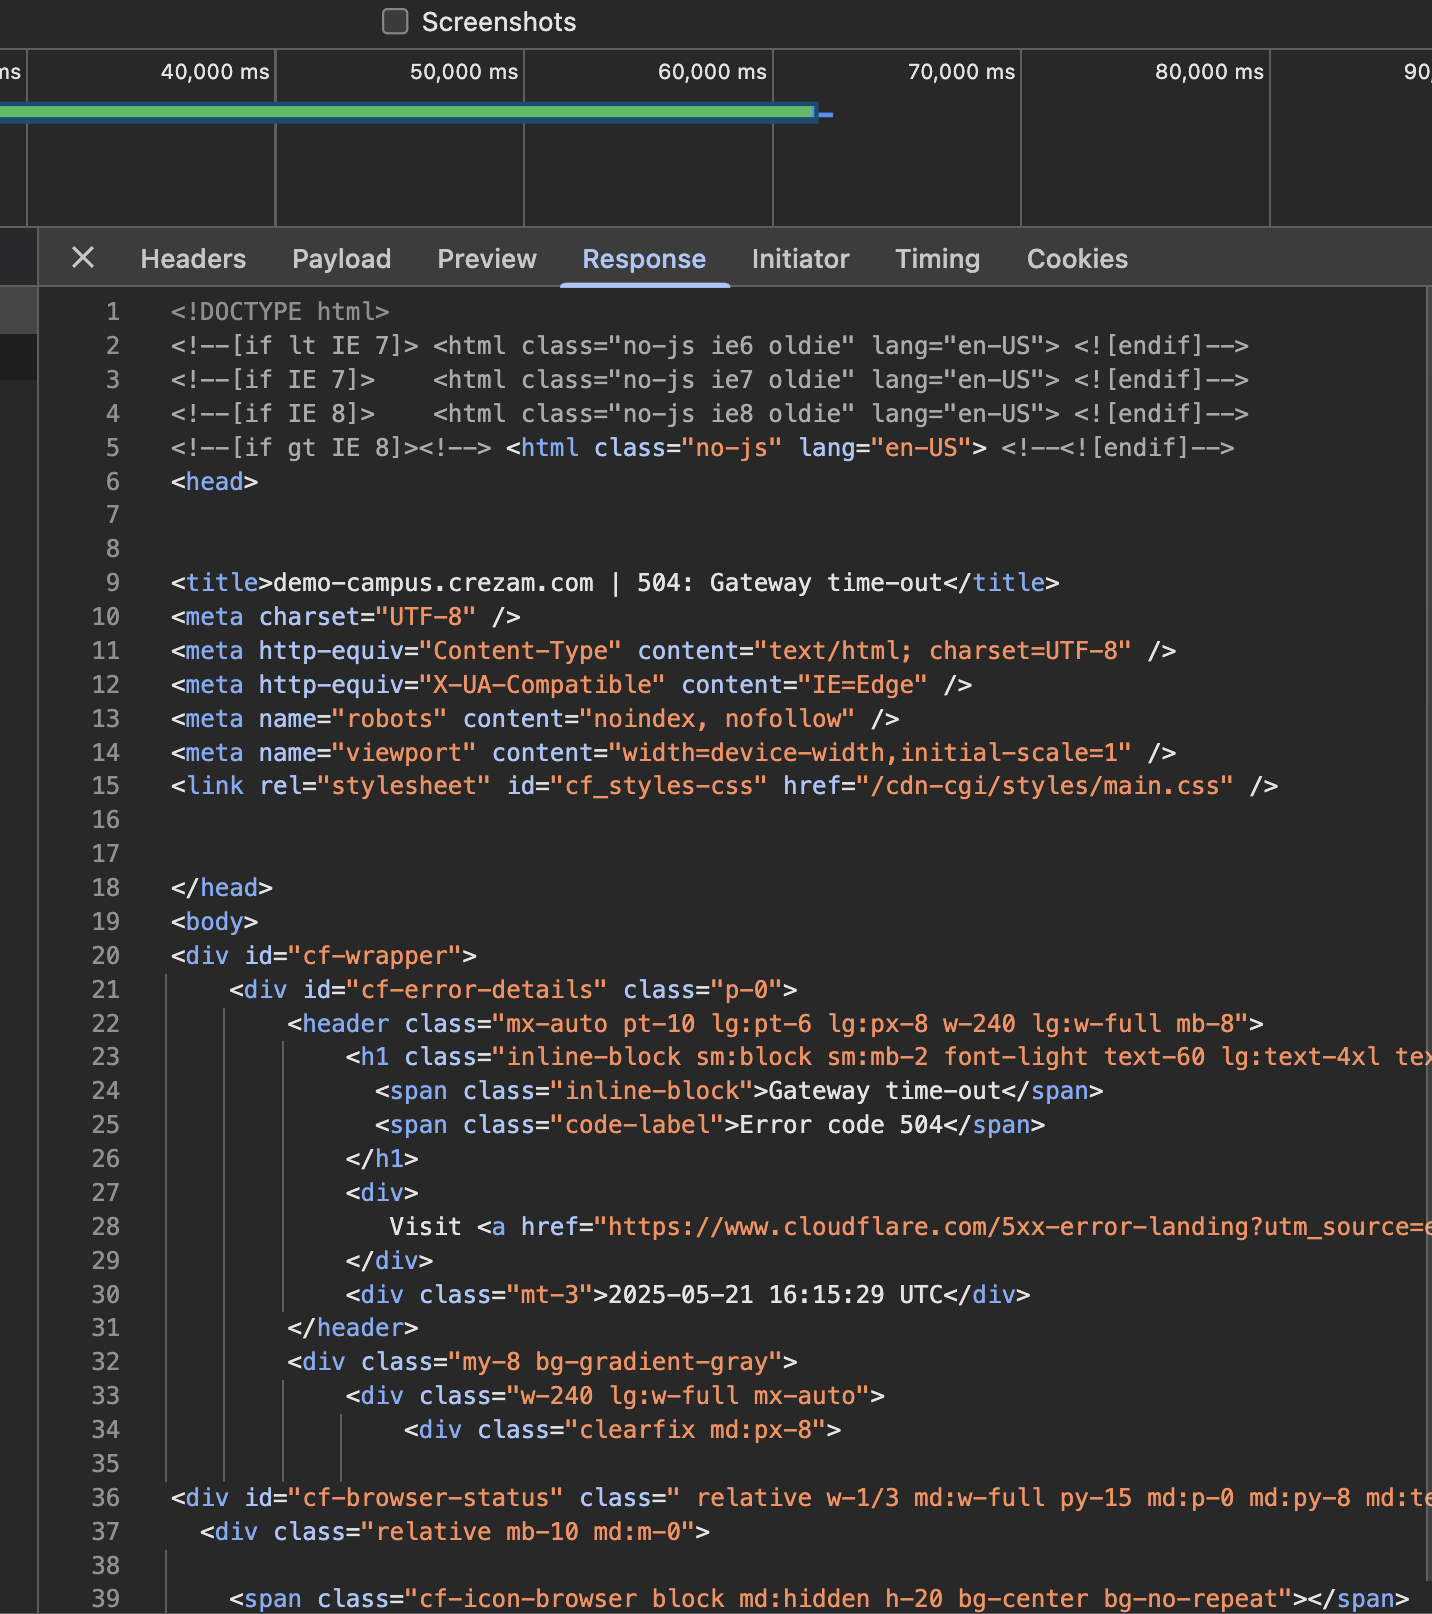 Screenshots
ms 40,000 ms 50,000 ms 60,000 ms 70,000 ms 80,000 ms 90,
Headers Payload Preview Response Initiator Timing Cookies
1 <!DOCTYPE html>
2 <!--[if lt IE 7]> <html class="no-js ie6 oldie" lang="en-US"> <![endif]-->
3 <!--[if IE 7]>    <html class="no-js ie7 oldie" lang="en-US"> <![endif]-->
4 <!--[if IE 8]>    <html class="no-js ie8 oldie" lang="en-US"> <![endif]-->
5 <!--[if gt IE 8]><!--> <html class="no-js" lang="en-US"> <!--<![endif]-->
6 <head>
7
8
9 <title>demo-campus.crezam.com | 504: Gateway time-out</title>
10 <meta charset="UTF-8" />
11 <meta http-equiv="Content-Type" content="text/html; charset=UTF-8" />
12 <meta http-equiv="X-UA-Compatible" content="IE=Edge" />
13 <meta name="robots" content="noindex, nofollow" />
14 <meta name="viewport" content="width=device-width,initial-scale=1" />
15 <link rel="stylesheet" id="cf_styles-css" href="/cdn-cgi/styles/main.css" />
16
17
18 </head>
19 <body>
20 <div id="cf-wrapper">
21     <div id="cf-error-details" class="p-0">
22         <header class="mx-auto pt-10 lg:pt-6 lg:px-8 w-240 lg:w-full mb-8">
23             <h1 class="inline-block sm:block sm:mb-2 font-light text-60 lg:text-4xl tex
24               <span class="inline-block">Gateway time-out</span>
25               <span class="code-label">Error code 504</span>
26             </h1>
27             <div>
28                Visit <a href="https://www.cloudflare.com/5xx-error-landing?utm_source=e
29             </div>
30             <div class="mt-3">2025-05-21 16:15:29 UTC</div>
31         </header>
32         <div class="my-8 bg-gradient-gray">
33             <div class="w-240 lg:w-full mx-auto">
34                 <div class="clearfix md:px-8">
35
36 <div id="cf-browser-status" class=" relative w-1/3 md:w-full py-15 md:p-0 md:py-8 md:te
37   <div class="relative mb-10 md:m-0">
38
39     <span class="cf-icon-browser block md:hidden h-20 bg-center bg-no-repeat"></span>